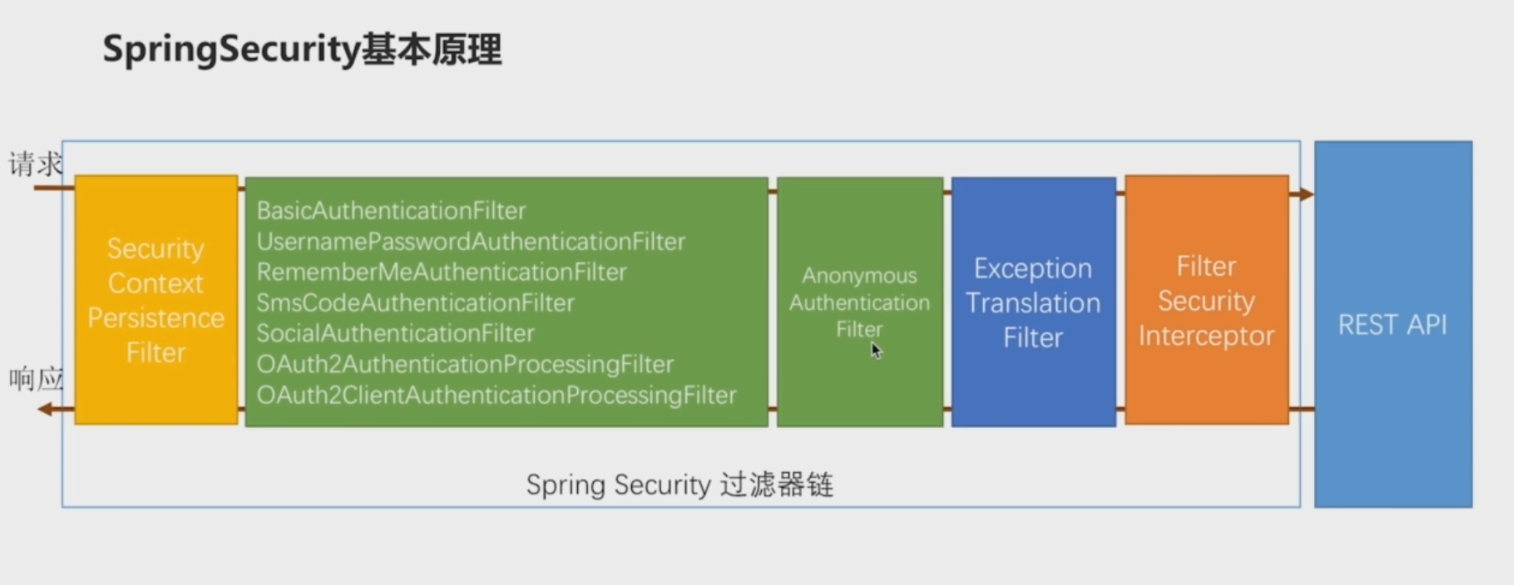 SpringSecurity基本原理
请求
响应
Security
Context
Persistence
Filter
BasicAuthenticationFilter
UsernamePasswordAuthenticationFilter
RememberMeAuthenticationFilter
SmsCodeAuthenticationFilter
SocialAuthenticationFilter
OAuth2AuthenticationProcessingFilter
OAuth2ClientAuthenticationProcessingFilter
Anonymous
Authentication
Filter
Exception
Translation
Filter
Filter
Security
Interceptor
REST API
Spring Security 过滤器链